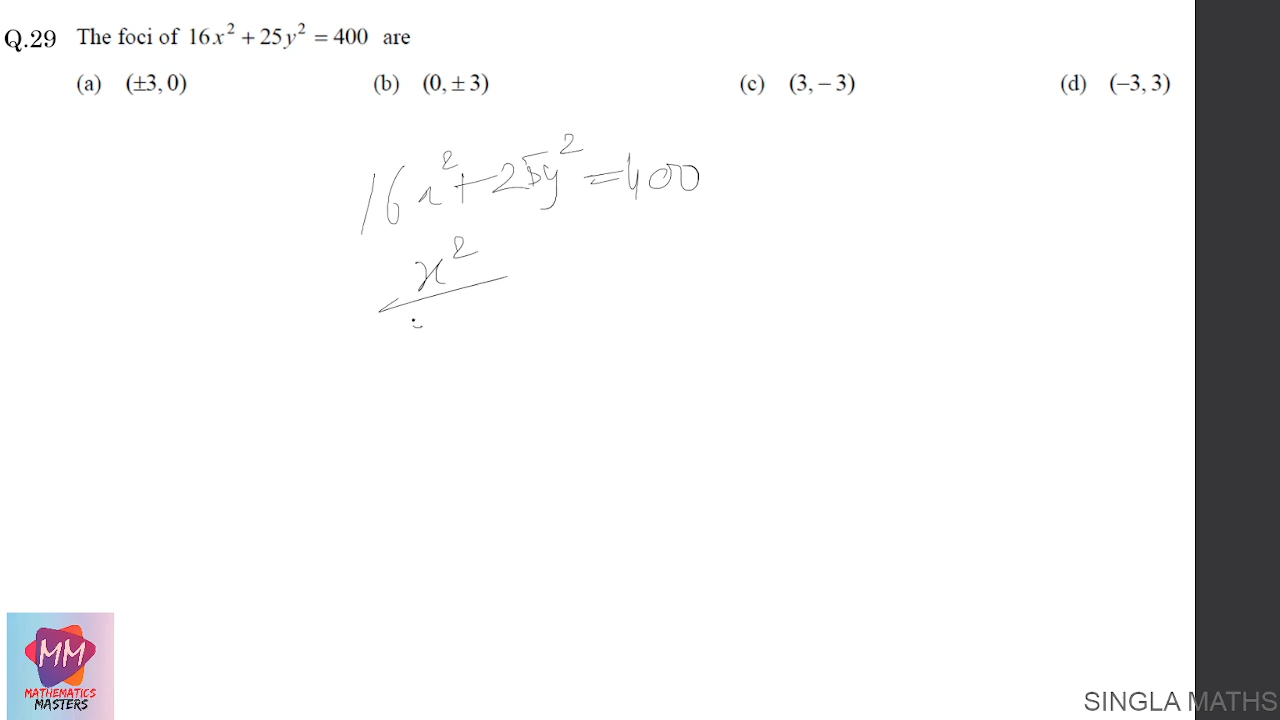 Q.29 The foci of 16x² + 25y² = 400 are
(a) (±3, 0) (b) (0, ± 3) (c) (3, – 3) (d) (–3, 3)
16x² + 25y² = 400
x²
MM
MATHEMATICS
MASTERS
SINGLA MATHS